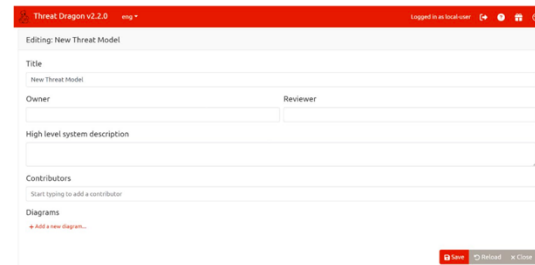 Threat Dragon v2.2.0 eng
Logged in as local-user
Editing: New Threat Model
Title
New Threat Model
Owner Reviewer
High level system description
Contributors
Start typing to add a contributor
Diagrams
+ Add a new diagram...
Save Reload × Close